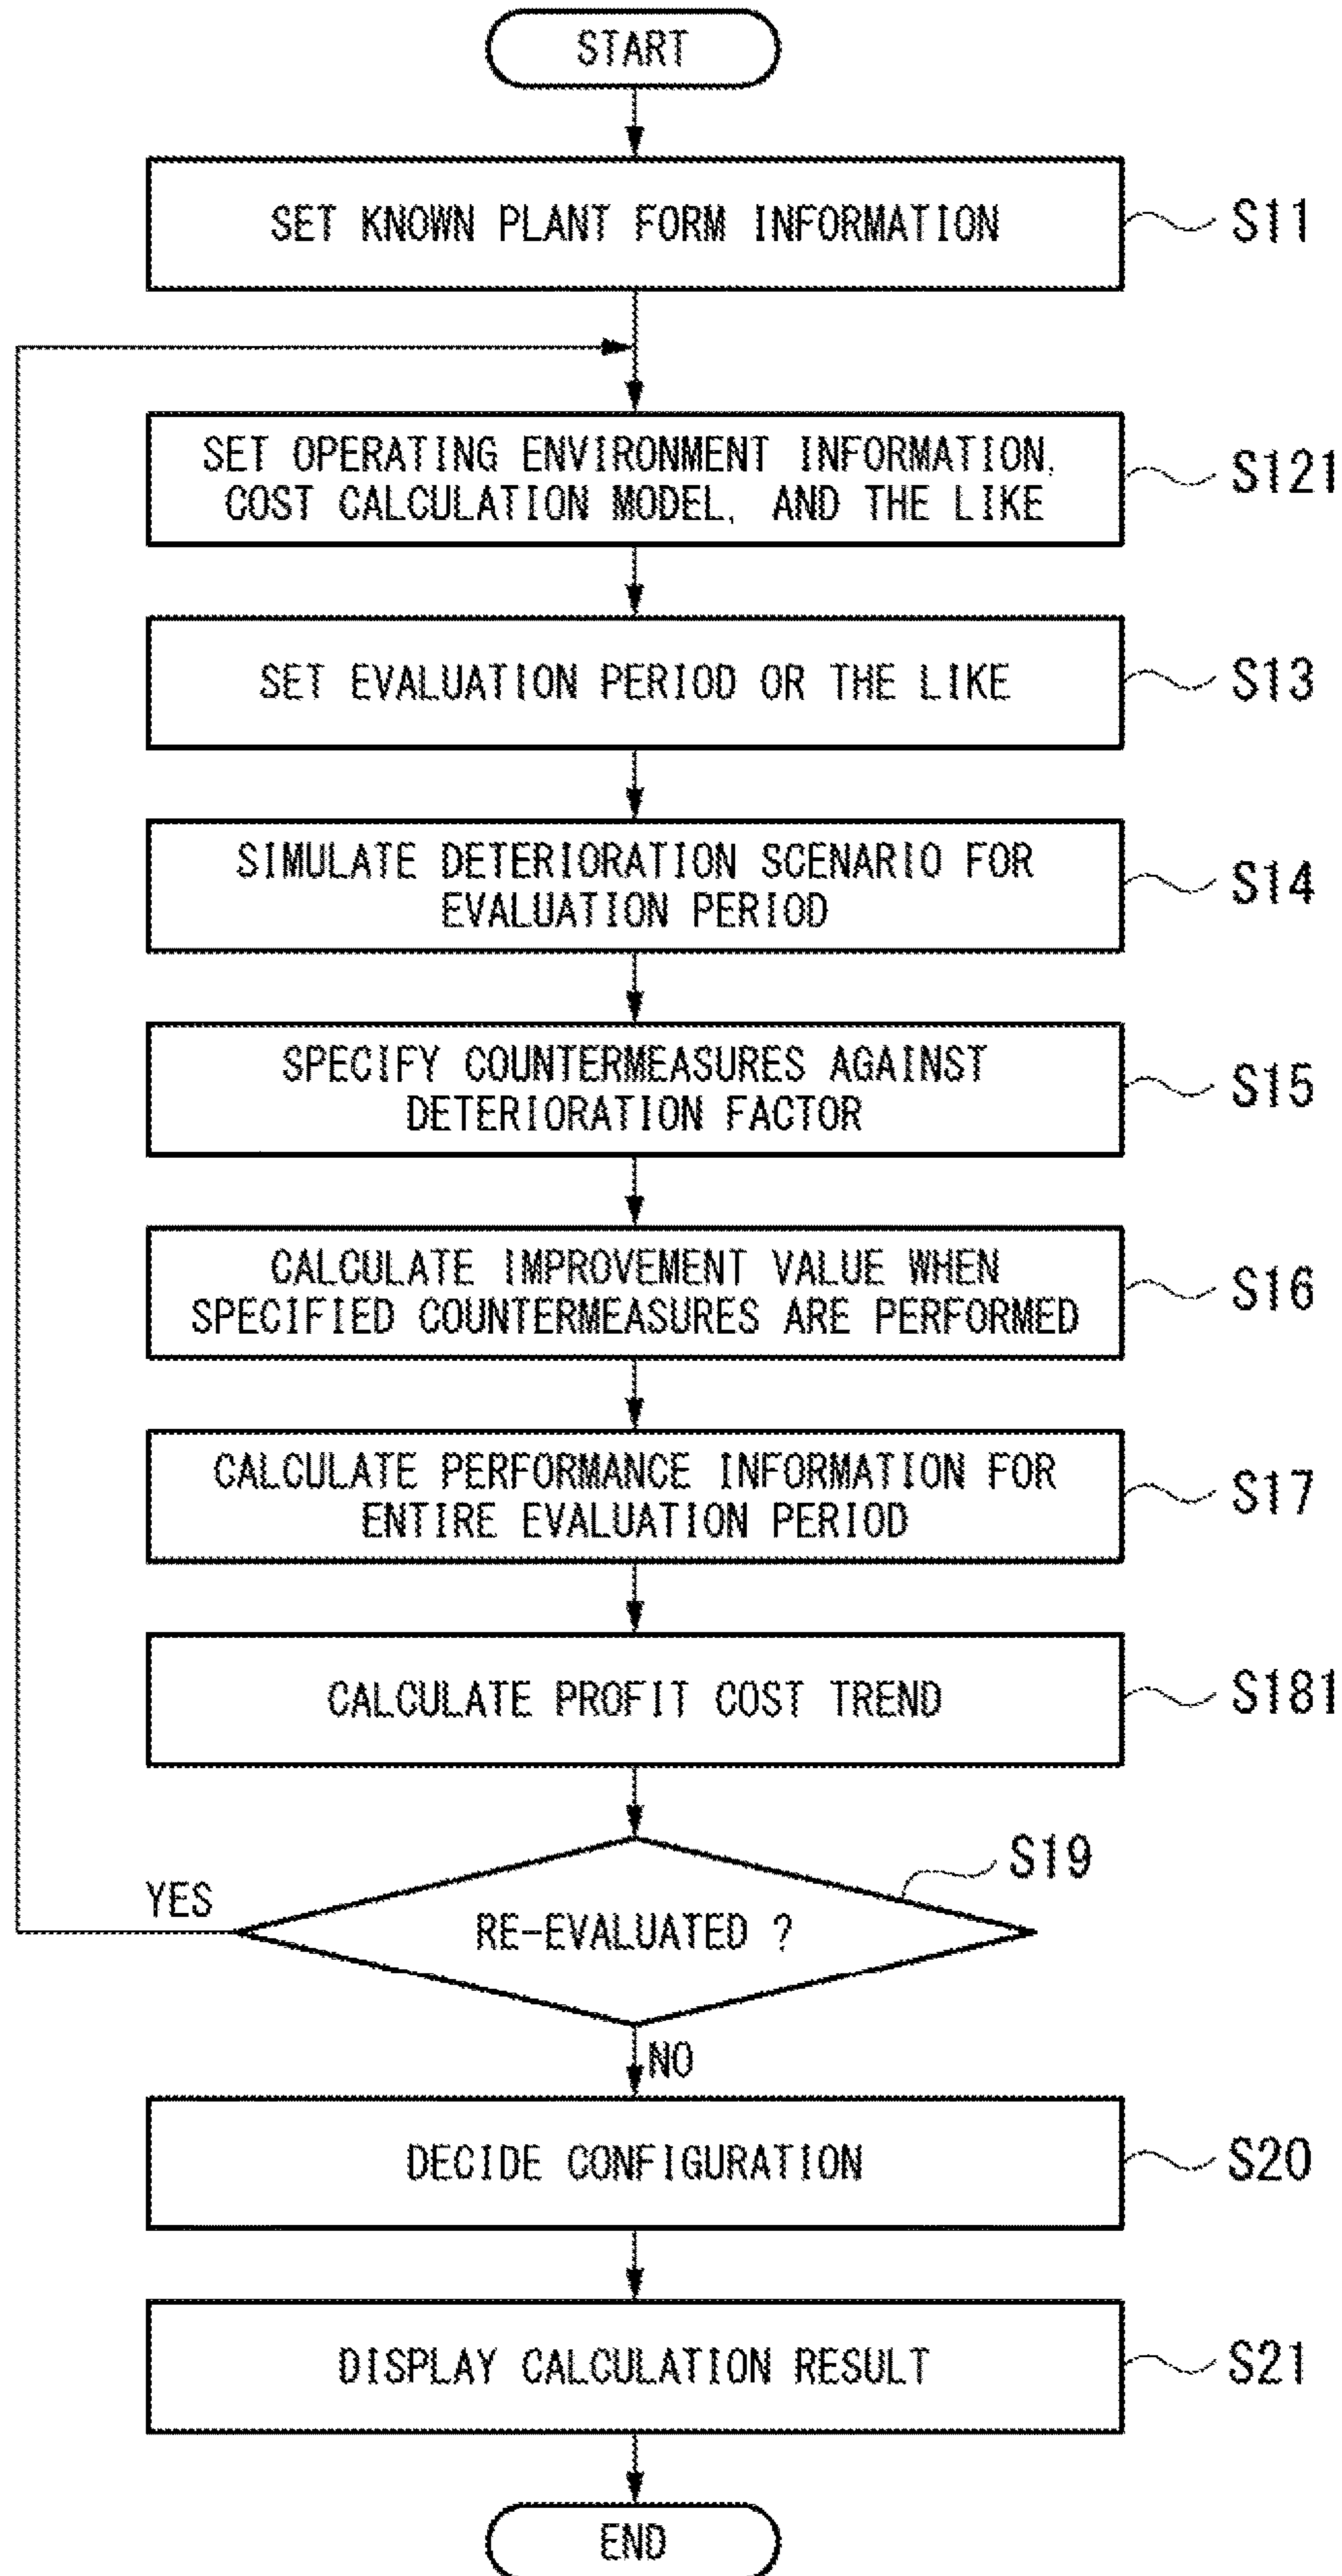 START
SET KNOWN PLANT FORM INFORMATION
S11
SET OPERATING ENVIRONMENT INFORMATION,
COST CALCULATION MODEL, AND THE LIKE
S121
SET EVALUATION PERIOD OR THE LIKE
S13
SIMULATE DETERIORATION SCENARIO FOR
EVALUATION PERIOD
S14
SPECIFY COUNTERMEASURES AGAINST
DETERIORATION FACTOR
S15
CALCULATE IMPROVEMENT VALUE WHEN
SPECIFIED COUNTERMEASURES ARE PERFORMED
S16
CALCULATE PERFORMANCE INFORMATION FOR
ENTIRE EVALUATION PERIOD
S17
CALCULATE PROFIT COST TREND
S181
S19
YES
RE-EVALUATED ?
NO
DECIDE CONFIGURATION
S20
DISPLAY CALCULATION RESULT
S21
END